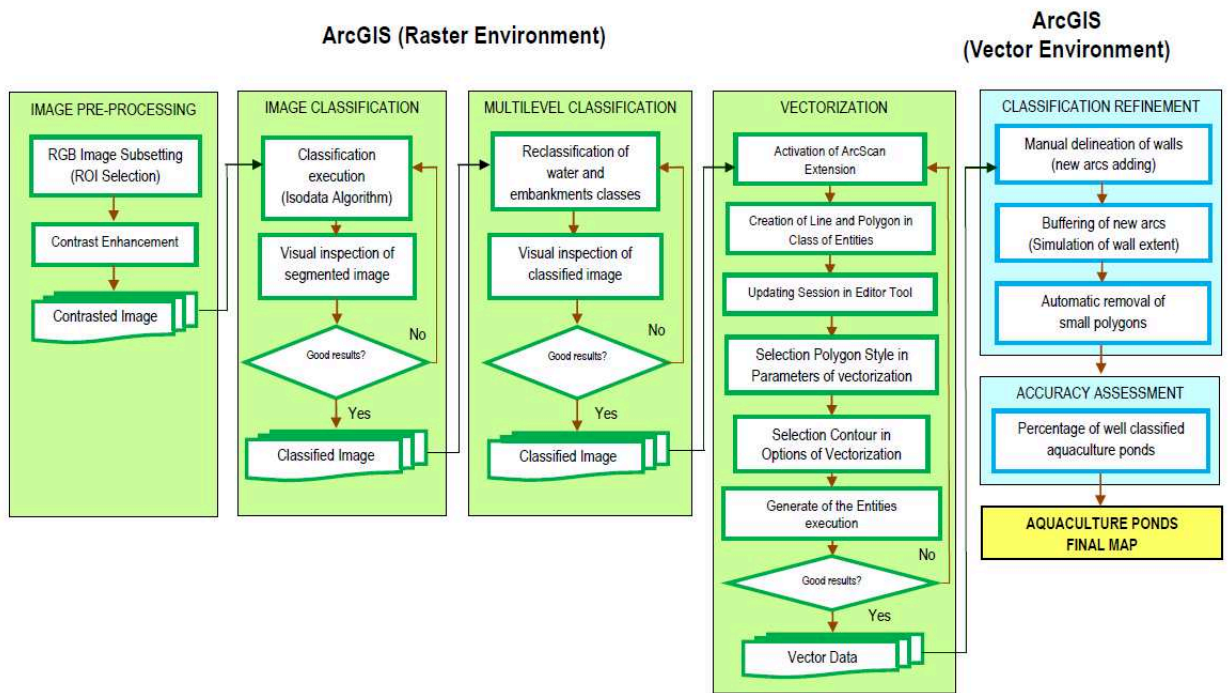 ArcGIS (Raster Environment)
ArcGIS
(Vector Environment)
IMAGE PRE-PROCESSING
RGB Image Subsetting
(ROI Selection)
Contrast Enhancement
Contrasted Image
IMAGE CLASSIFICATION
Classification
execution
(Isodata Algorithm)
Visual inspection of
segmented image
No
Good results?
Yes
Classified Image
MULTILEVEL CLASSIFICATION
Reclassification of
water and
embankments classes
Visual inspection of
classified image
No
Good results?
Yes
Classified Image
VECTORIZATION
Activation of ArcScan
Extension
Creation of Line and Polygon in
Class of Entities
Updating Session in Editor Tool
Selection Polygon Style in
Parameters of vectorization
Selection Contour in
Options of Vectorization
Generate of the Entities
execution
No
Good results?
Yes
Vector Data
CLASSIFICATION REFINEMENT
Manual delineation of walls
(new arcs adding)
Buffering of new arcs
(Simulation of wall extent)
Automatic removal of
small polygons
ACCURACY ASSESSMENT
Percentage of well classified
aquaculture ponds
AQUACULTURE PONDS
FINAL MAP